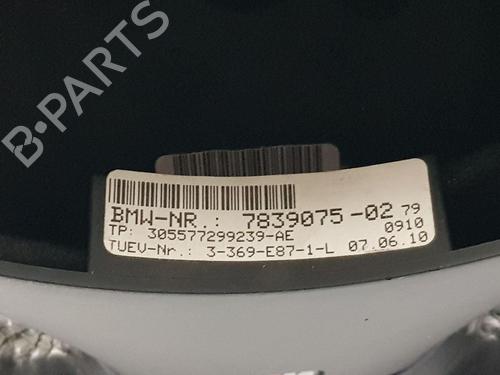 B-PARTS
BMW-NR.: 7839075-02 79
TP: 305577299239-AE 0910
TUEV-Nr.: 3-369-E87-1-L 07.06.10